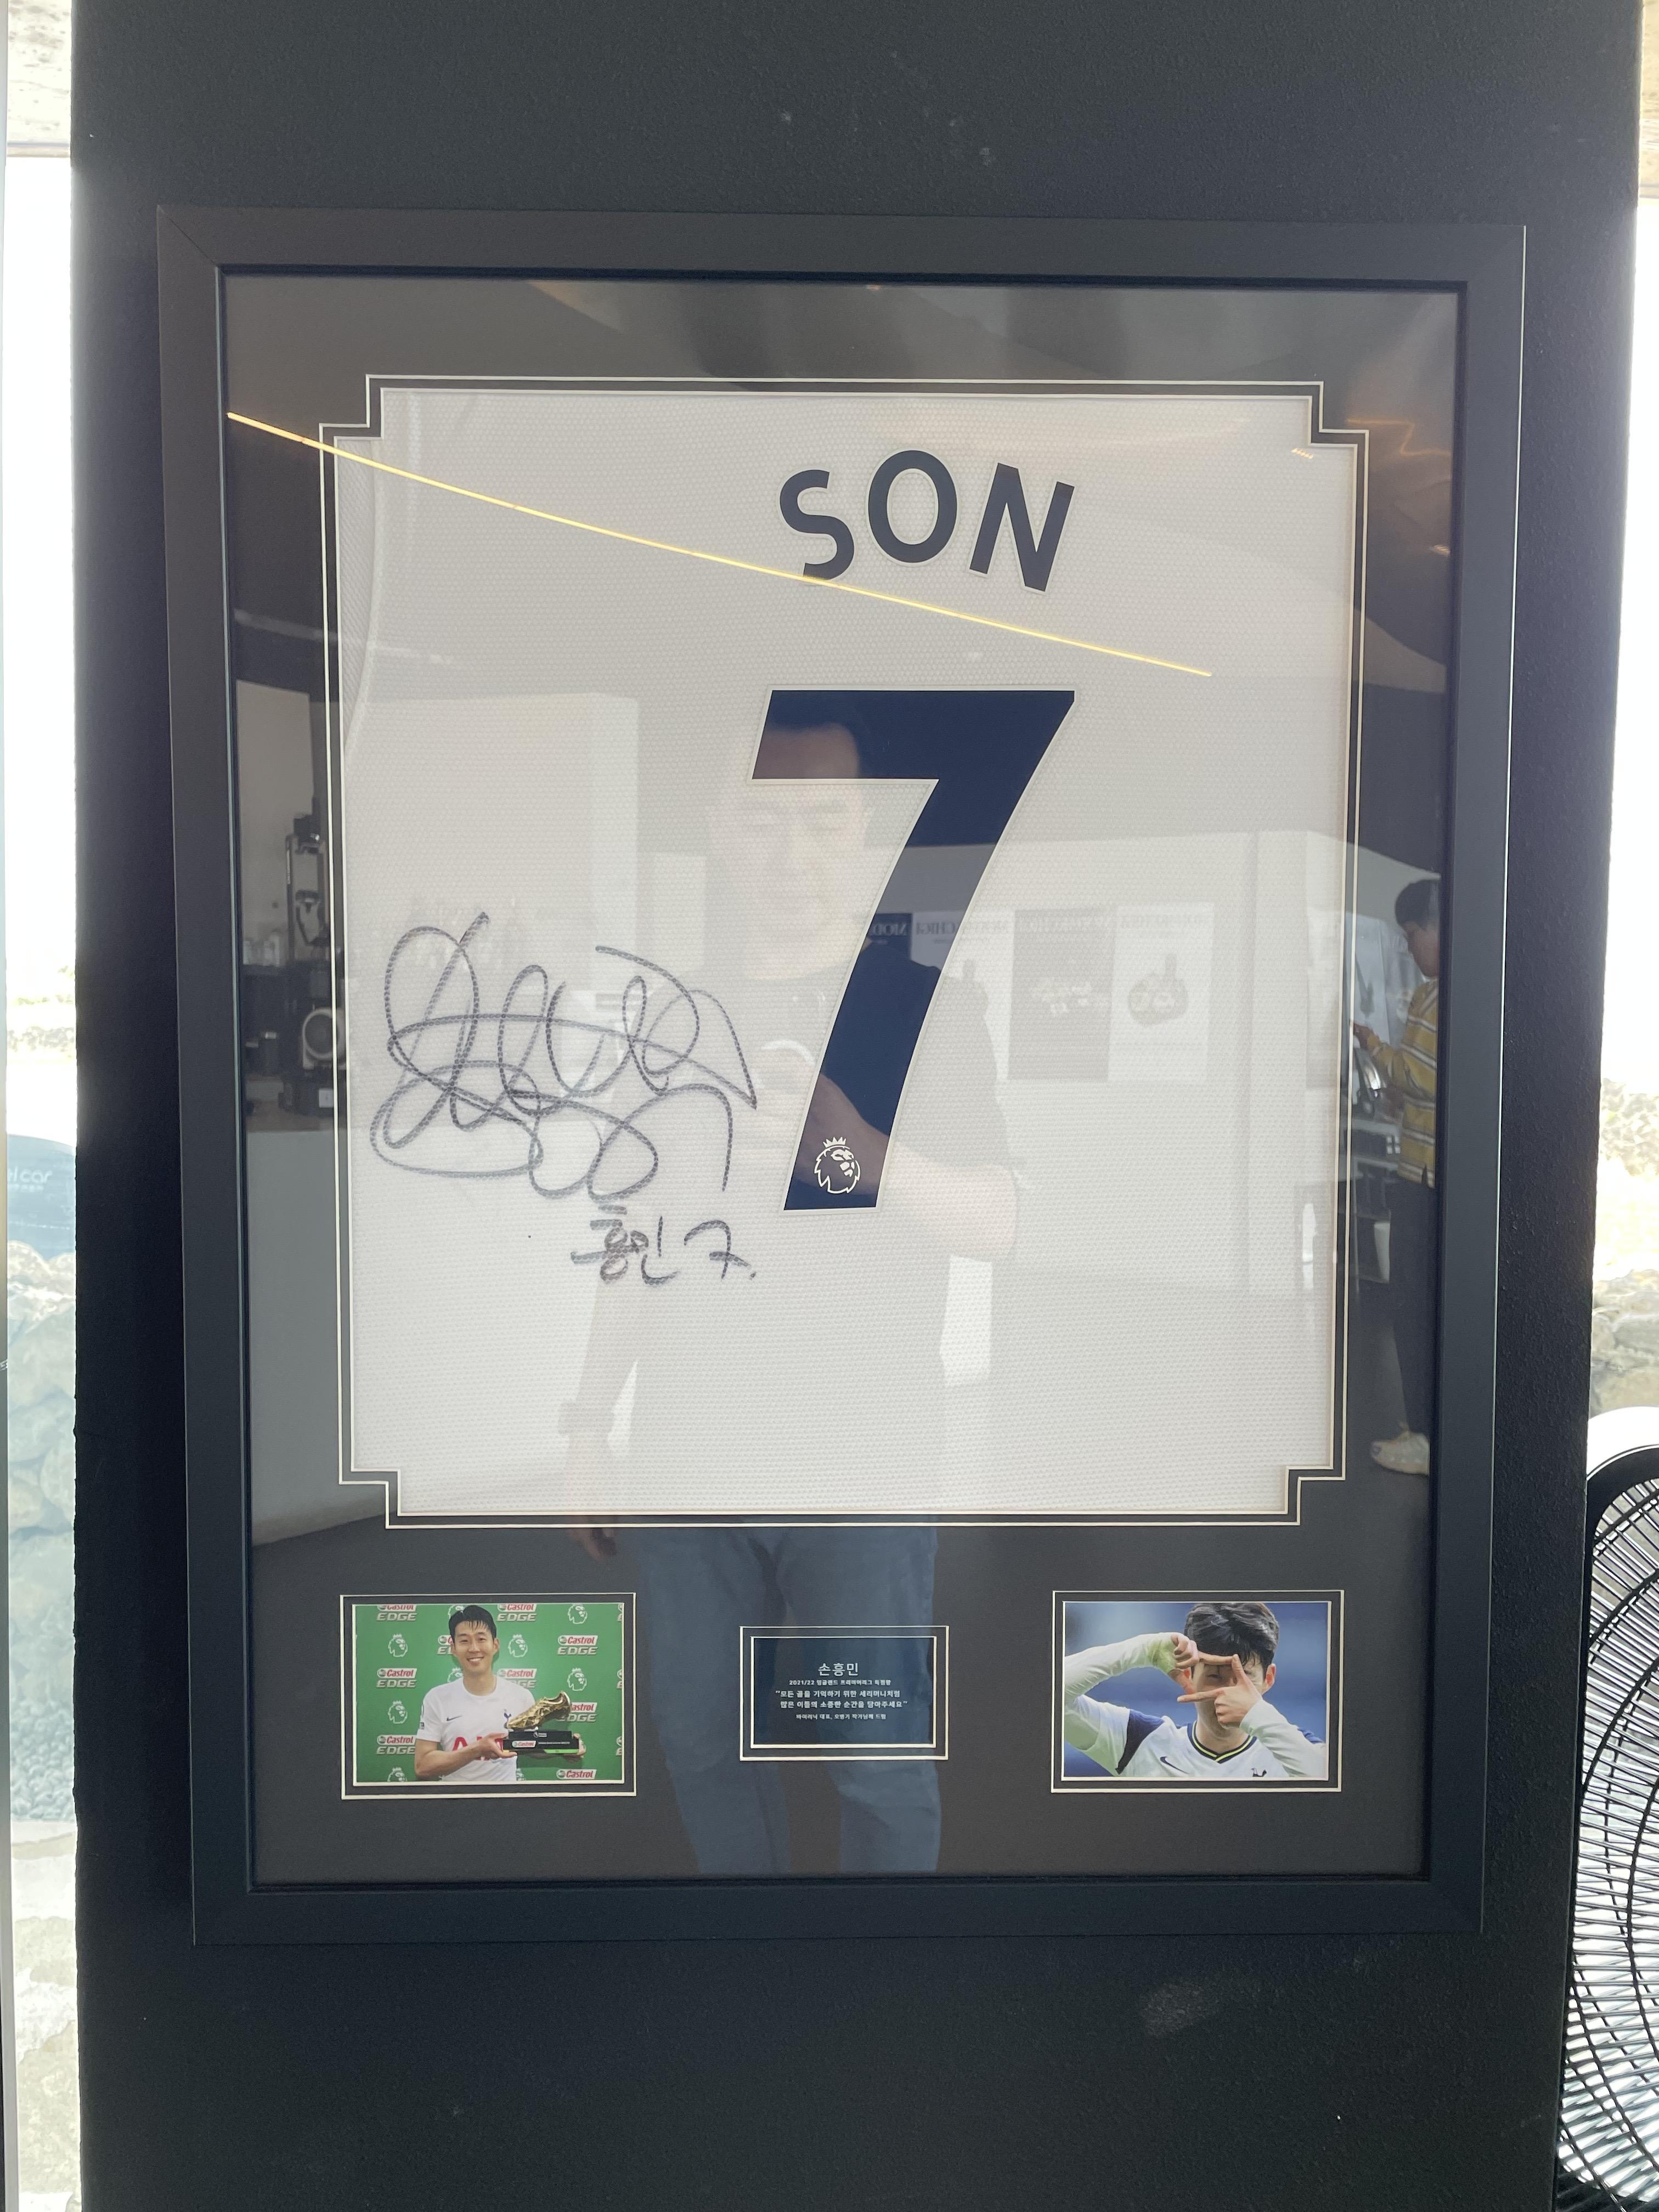 SON
7
흥민 7.
손흥민
2021/22 잉글랜드 프리미어리그 득점왕
"모든 골을 기억하기 위한 세리머니처럼
많은 이들의 소중한 순간을 담아주세요"
Castrol
EDGE